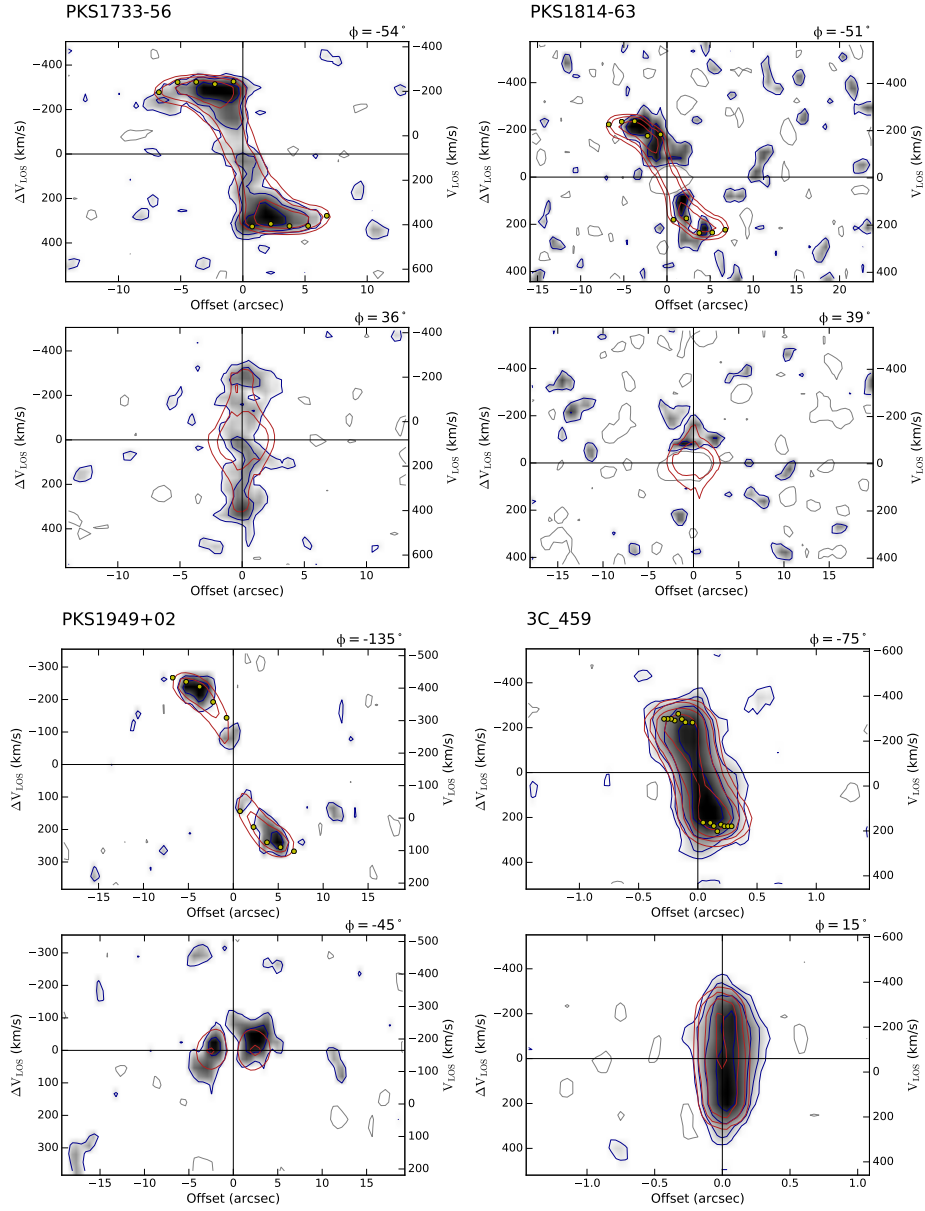 PKS1733-56
ϕ = -54°
−400
−200
0
200
400
ΔV_LOS (km/s)
−400
−200
0
200
400
600
V_LOS (km/s)
−10 −5 0 5 10
Offset (arcsec)
PKS1814-63
ϕ = -51°
−400
−200
0
200
400
ΔV_LOS (km/s)
−400
−200
0
200
400
V_LOS (km/s)
−15 −10 −5 0 5 10 15 20
Offset (arcsec)
ϕ = 36°
−400
−200
0
200
400
ΔV_LOS (km/s)
−400
−200
0
200
400
600
V_LOS (km/s)
−10 −5 0 5 10
Offset (arcsec)
ϕ = 39°
−400
−200
0
200
400
ΔV_LOS (km/s)
−400
−200
0
200
400
V_LOS (km/s)
−15 −10 −5 0 5 10 15
Offset (arcsec)
PKS1949+02
ϕ = -135°
−300
−200
−100
0
100
200
300
ΔV_LOS (km/s)
−500
−400
−300
−200
−100
0
100
200
V_LOS (km/s)
−15 −10 −5 0 5 10 15
Offset (arcsec)
3C_459
ϕ = -75°
−400
−200
0
200
400
ΔV_LOS (km/s)
−600
−400
−200
0
200
400
V_LOS (km/s)
−1.0 −0.5 0.0 0.5 1.0
Offset (arcsec)
ϕ = -45°
−300
−200
−100
0
100
200
300
ΔV_LOS (km/s)
−500
−400
−300
−200
−100
0
100
200
V_LOS (km/s)
−15 −10 −5 0 5 10 15
Offset (arcsec)
ϕ = 15°
−400
−200
0
200
400
ΔV_LOS (km/s)
−600
−400
−200
0
200
400
V_LOS (km/s)
−1.0 −0.5 0.0 0.5 1.0
Offset (arcsec)